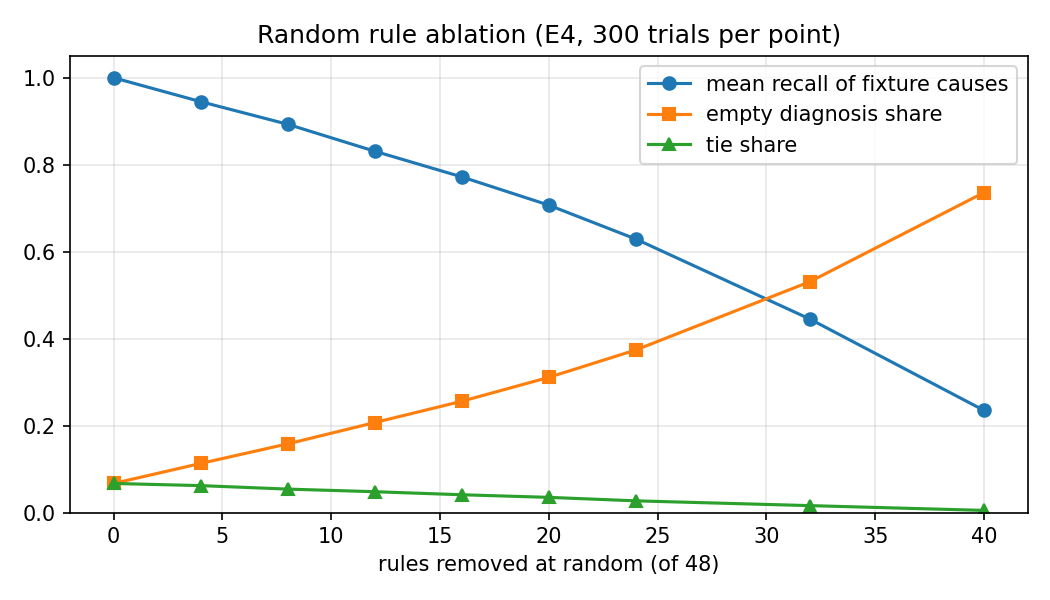 Random rule ablation (E4, 300 trials per point)
mean recall of fixture causes
empty diagnosis share
tie share
1.0
0.8
0.6
0.4
0.2
0.0
0 5 10 15 20 25 30 35 40
rules removed at random (of 48)